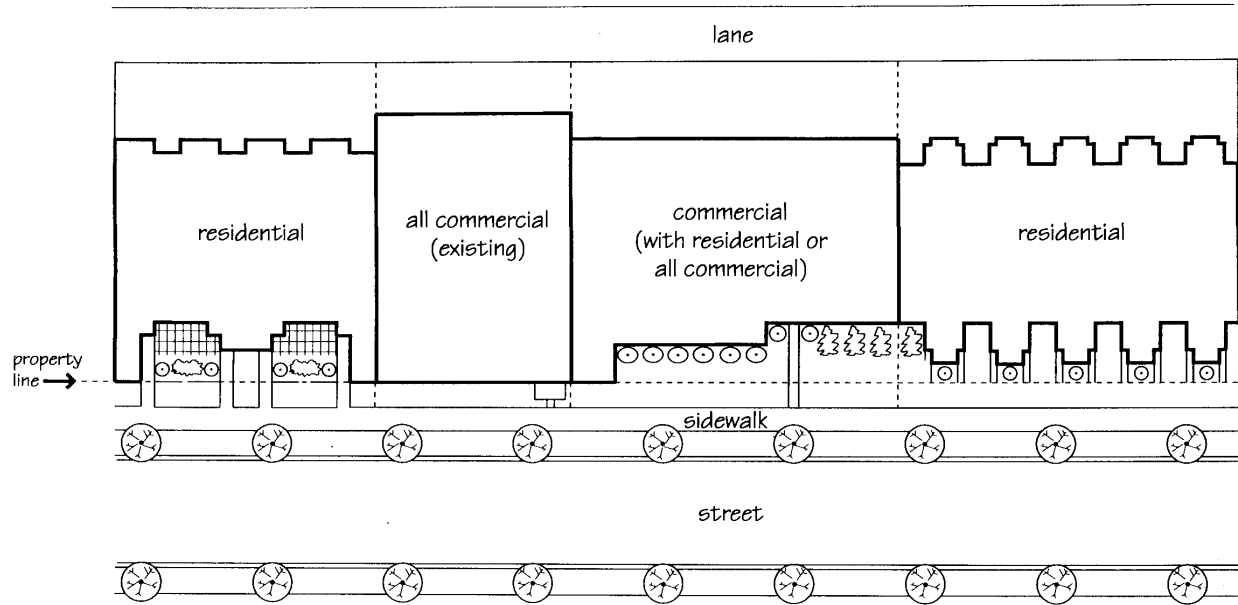 lane
residential
all commercial
(existing)
commercial
(with residential or
all commercial)
residential
property
line
sidewalk
street